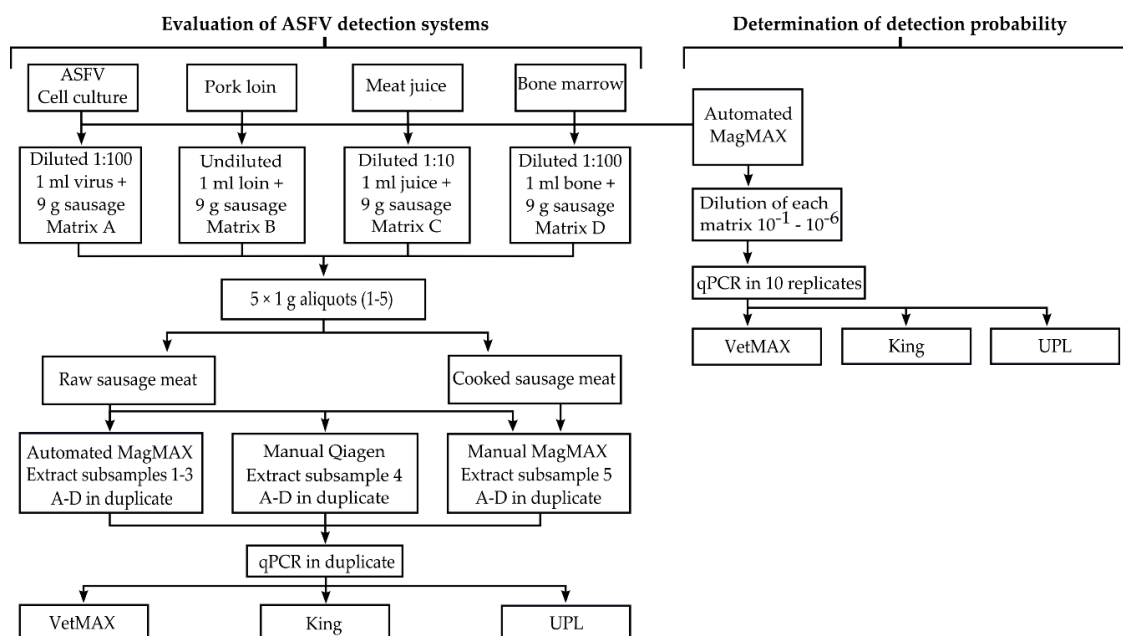 Evaluation of ASFV detection systems
Determination of detection probability
ASFV
Cell culture
Pork loin
Meat juice
Bone marrow
Automated
MagMAX
Diluted 1:100
1 ml virus +
9 g sausage
Matrix A
Undiluted
1 ml loin +
9 g sausage
Matrix B
Diluted 1:10
1 ml juice +
9 g sausage
Matrix C
Diluted 1:100
1 ml bone +
9 g sausage
Matrix D
Dilution of each
matrix 10⁻¹ - 10⁻⁶
5 × 1 g aliquots (1-5)
qPCR in 10 replicates
VetMAX
King
UPL
Raw sausage meat
Cooked sausage meat
Automated MagMAX
Extract subsamples 1-3
A-D in duplicate
Manual Qiagen
Extract subsample 4
A-D in duplicate
Manual MagMAX
Extract subsample 5
A-D in duplicate
qPCR in duplicate
VetMAX
King
UPL